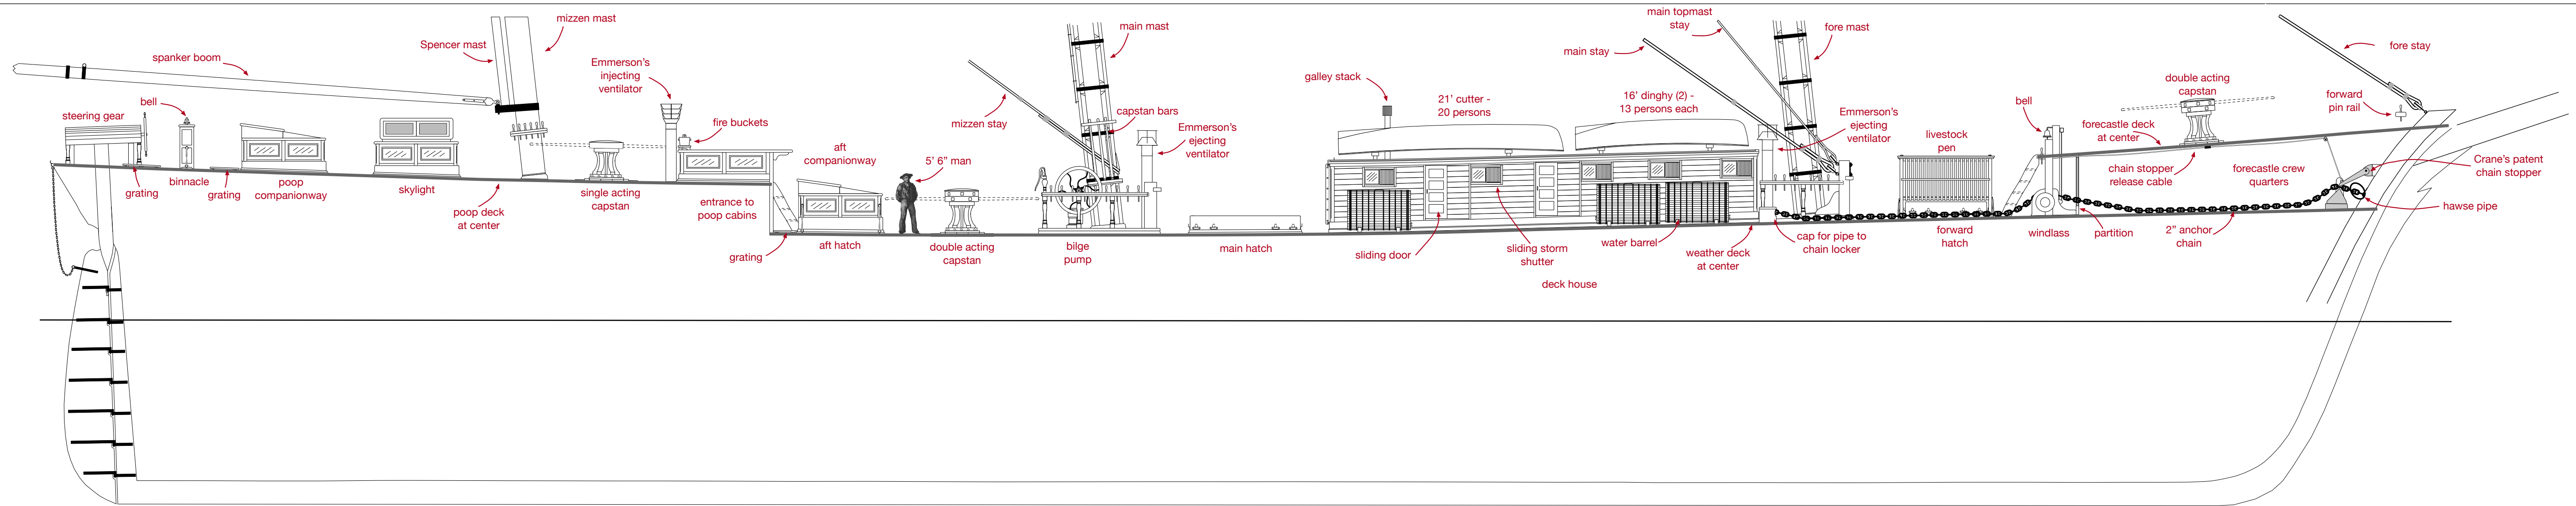 spanker boom
steering gear
bell
grating
binnacle
grating
poop
companionway
skylight
Spencer mast
mizzen mast
poop deck
at center
Emmerson's
injecting
ventilator
single acting
capstan
fire buckets
entrance to
poop cabins
grating
aft
companionway
aft hatch
5' 6" man
mizzen stay
double acting
capstan
main mast
capstan bars
bilge
pump
Emmerson's
ejecting
ventilator
main hatch
galley stack
21' cutter -
20 persons
16' dinghy (2) -
13 persons each
sliding door
sliding storm
shutter
deck house
water barrel
main stay
main topmast
stay
weather deck
at center
fore mast
Emmerson's
ejecting
ventilator
cap for pipe to
chain locker
livestock
pen
forward
hatch
bell
windlass
partition
forecastle deck
at center
double acting
capstan
chain stopper
release cable
2" anchor
chain
forecastle crew
quarters
fore stay
forward
pin rail
Crane's patent
chain stopper
hawse pipe